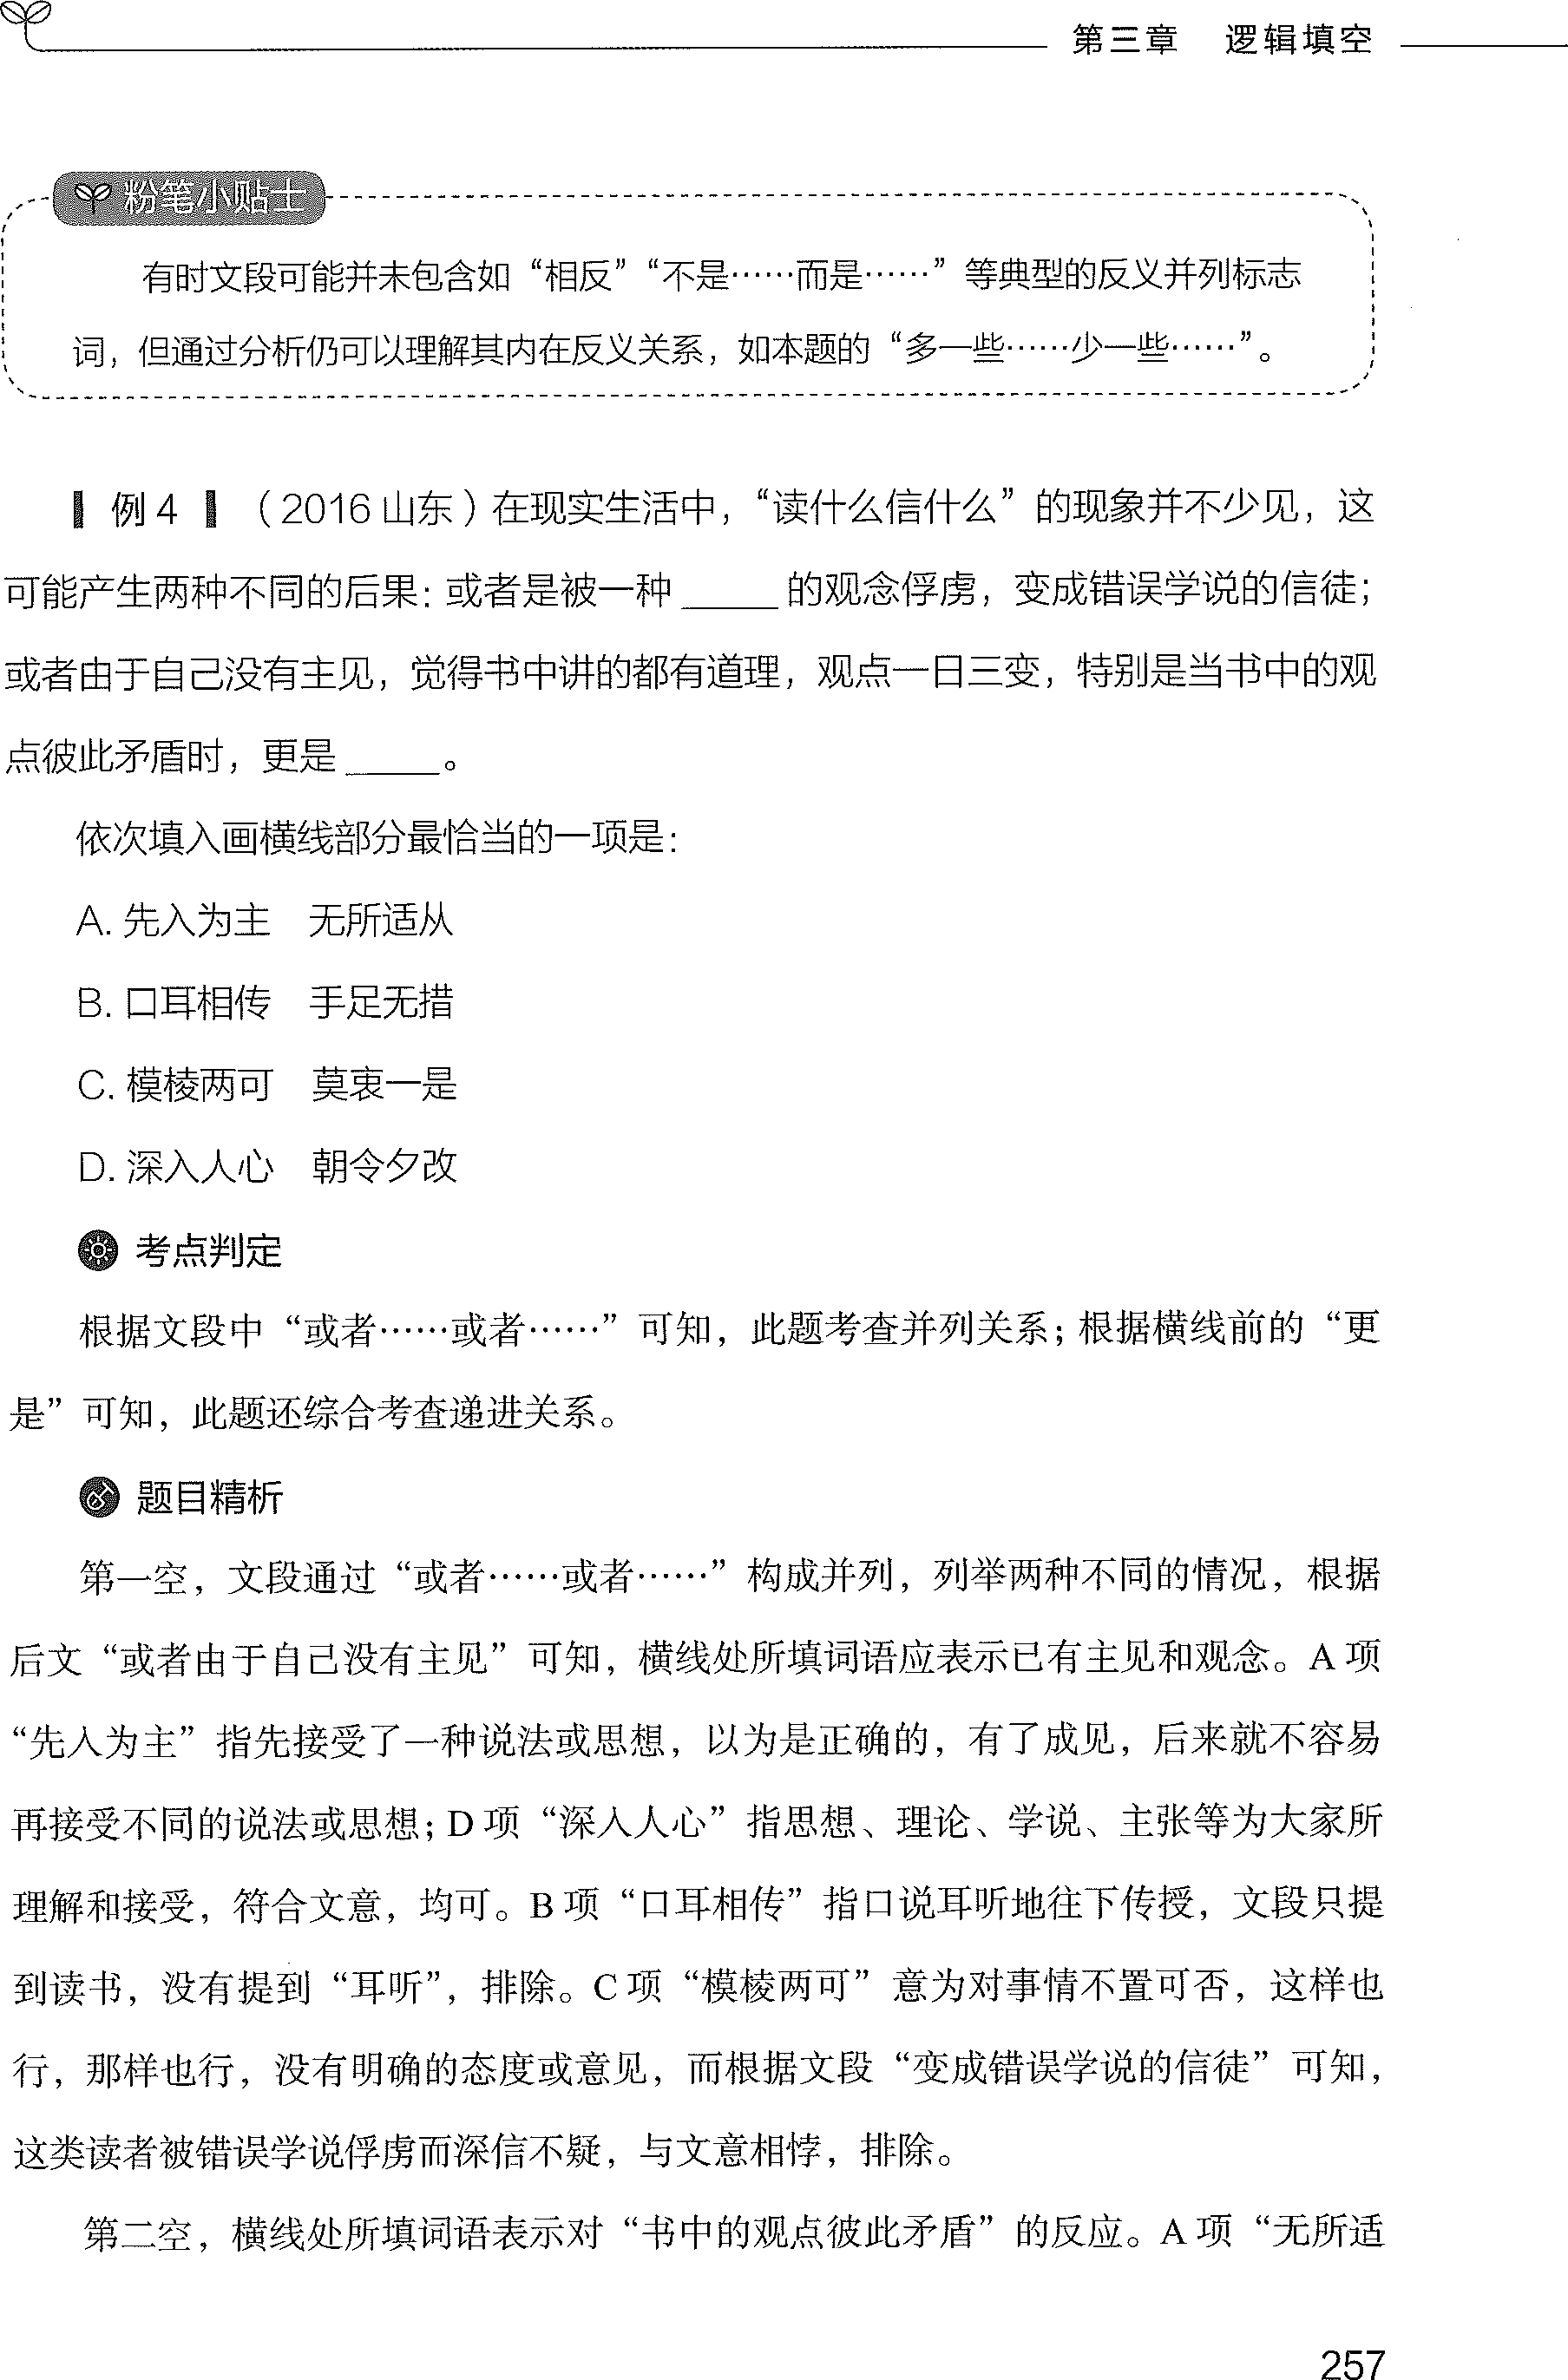 第三章 逻辑填空
粉笔小贴士
有时文段可能并未包含如“相反”“不是……而是……”等典型的反义并列标志
词，但通过分析仍可以理解其内在反义关系，如本题的“多一些……少一些……”。
例4 （2016 山东）在现实生活中，“读什么信什么”的现象并不少见，这
可能产生两种不同的后果：或者是被一种_____的观念俘虏，变成错误学说的信徒；
或者由于自己没有主见，觉得书中讲的都有道理，观点一日三变，特别是当书中的观
点彼此矛盾时，更是_____。
依次填入画横线部分最恰当的一项是：
A. 先入为主 无所适从
B. 口耳相传 手足无措
C. 模棱两可 莫衷一是
D. 深入人心 朝令夕改
考点判定
根据文段中“或者……或者……”可知，此题考查并列关系；根据横线前的“更
是”可知，此题还综合考查递进关系。
题目精析
第一空，文段通过“或者……或者……”构成并列，列举两种不同的情况，根据
后文“或者由于自己没有主见”可知，横线处所填词语应表示已有主见和观念。A 项
“先入为主”指先接受了一种说法或思想，以为是正确的，有了成见，后来就不容易
再接受不同的说法或思想；D 项“深入人心”指思想、理论、学说、主张等为大家所
理解和接受，符合文意，均可。B 项“口耳相传”指口说耳听地往下传授，文段只提
到读书，没有提到“耳听”，排除。C 项“模棱两可”意为对事情不置可否，这样也
行，那样也行，没有明确的态度或意见，而根据文段“变成错误学说的信徒”可知，
这类读者被错误学说俘虏而深信不疑，与文意相悖，排除。
第二空，横线处所填词语表示对“书中的观点彼此矛盾”的反应。A 项“无所适
257